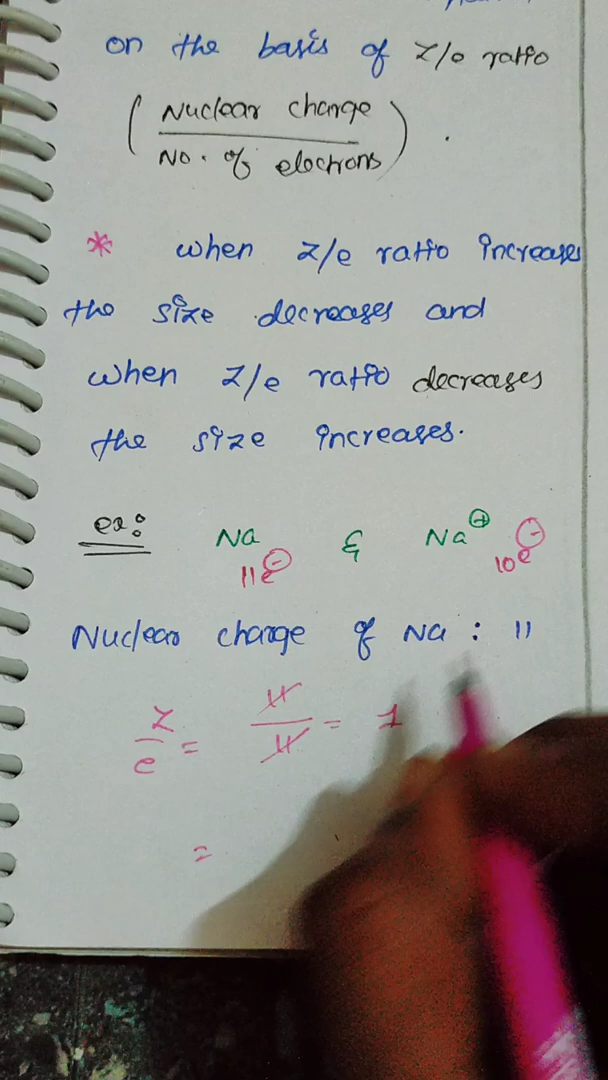 on the basis of Z/e ratio
(Nuclear charge / No. of electrons).
* when Z/e ratio increases
the size decreases and
when Z/e ratio decreases
the size increases.
ex: Na 11e⊖ & Na⊕ 10e⊖
Nuclear charge of Na : 11
Z/e = 11/11 = 1
=